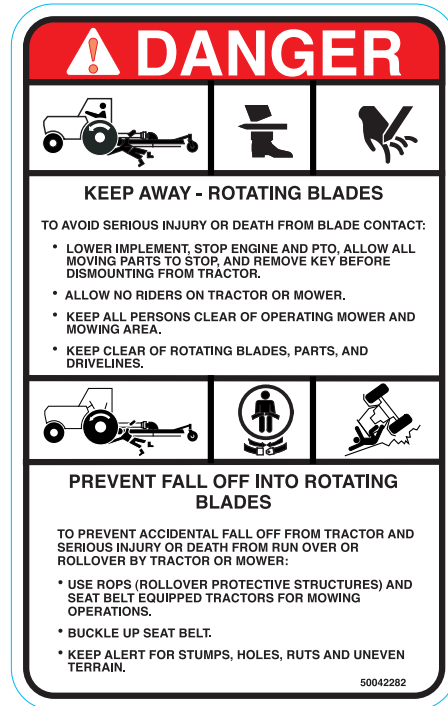 DANGER
KEEP AWAY - ROTATING BLADES
TO AVOID SERIOUS INJURY OR DEATH FROM BLADE CONTACT:
• LOWER IMPLEMENT, STOP ENGINE AND PTO, ALLOW ALL
MOVING PARTS TO STOP, AND REMOVE KEY BEFORE
DISMOUNTING FROM TRACTOR.
• ALLOW NO RIDERS ON TRACTOR OR MOWER.
• KEEP ALL PERSONS CLEAR OF OPERATING MOWER AND
MOWING AREA.
• KEEP CLEAR OF ROTATING BLADES, PARTS, AND
DRIVELINES.
PREVENT FALL OFF INTO ROTATING
BLADES
TO PREVENT ACCIDENTAL FALL OFF FROM TRACTOR AND
SERIOUS INJURY OR DEATH FROM RUN OVER OR
ROLLOVER BY TRACTOR OR MOWER:
• USE ROPS (ROLLOVER PROTECTIVE STRUCTURES) AND
SEAT BELT EQUIPPED TRACTORS FOR MOWING
OPERATIONS.
• BUCKLE UP SEAT BELT.
• KEEP ALERT FOR STUMPS, HOLES, RUTS AND UNEVEN
TERRAIN.
50042282